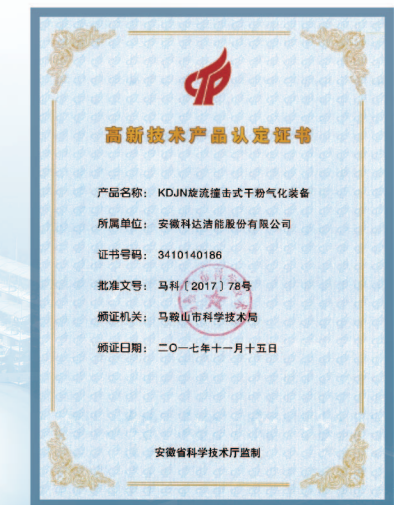 高新技术产品认定证书
产品名称： KDJN旋流撞击式干粉气化装备
所属单位： 安徽科达洁能股份有限公司
证书号码： 3410140186
批准文号： 马科〔2017〕78号
颁证机关： 马鞍山市科学技术局
颁证日期： 二〇一七年十一月十五日
安徽省科学技术厅监制